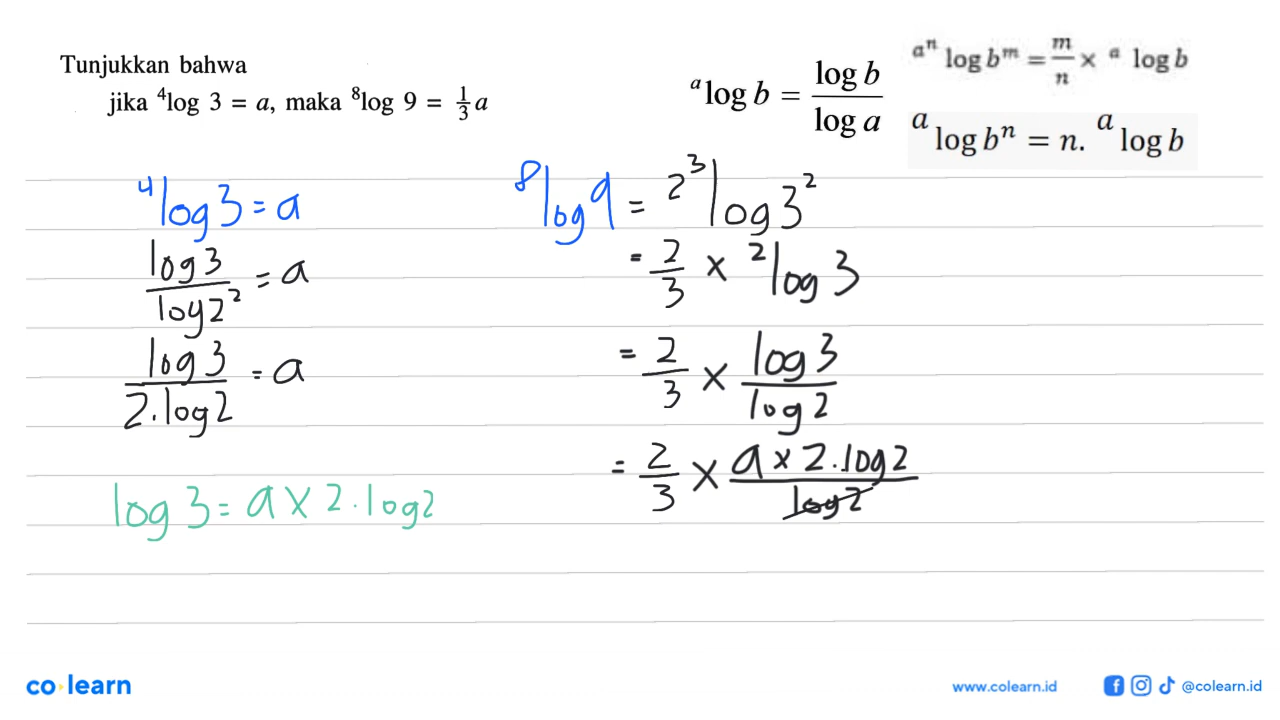 Tunjukkan bahwa
jika ⁴log 3 = a, maka ⁸log 9 = 1/3 a
ᵃlog b = log b / log a
aⁿ log bᵐ = m/n × ᵃ log b
ᵃ log bⁿ = n. ᵃ log b
⁴log 3 = a
log 3 / log 2² = a
log 3 / 2.log 2 = a
log 3 = a × 2.log 2
⁸log 9 = 2³ log 3²
= 2/3 × ²log 3
= 2/3 × log 3 / log 2
= 2/3 × a × 2.log 2 / log 2
co learn
www.colearn.id
@colearn.id